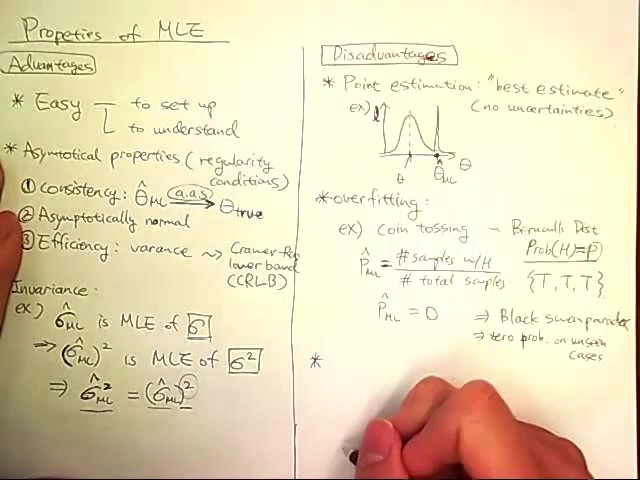 Propeties of MLE
Advantages
* Easy — to set up
to understand
* Asymtotical properties (regularity
conditions)
① consistency: θ̂ML (a.a.s) → θtrue
② Asymptotically normal
③ Efficiency: varance ⇝ Cramer-Rao
lower band
(CRLB)
Invariance:
ex) σ̂ML is MLE of σ
⇒ (σ̂ML)² is MLE of σ²
⇒ σ̂²ML = (σ̂ML)²
Disadvantages
* Point estimation: "best estimate"
(no uncertainties)
ex) l
θ θ̂ML θ
* overfitting:
ex) Coin tossing - Bernoulli Dist
Prob(H)=p
P̂ML = # samples w/H / # total samples
{T, T, T}
P̂ML = 0 ⇒ Black swan paradox
⇒ zero prob. on unseen
cases
*